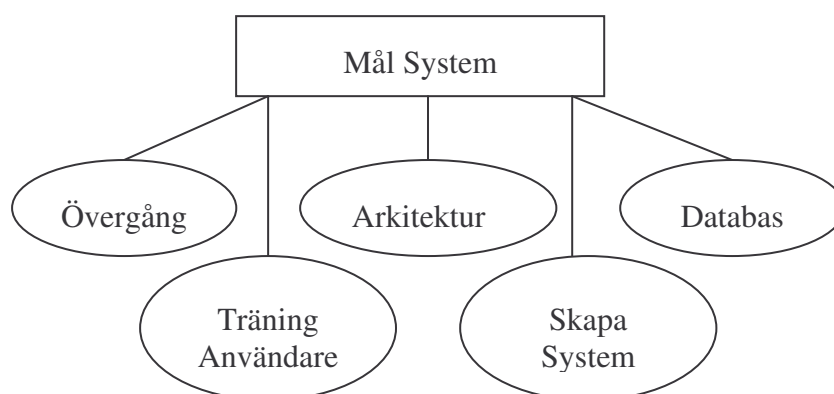 Mål System
Övergång
Arkitektur
Databas
Träning
Användare
Skapa
System